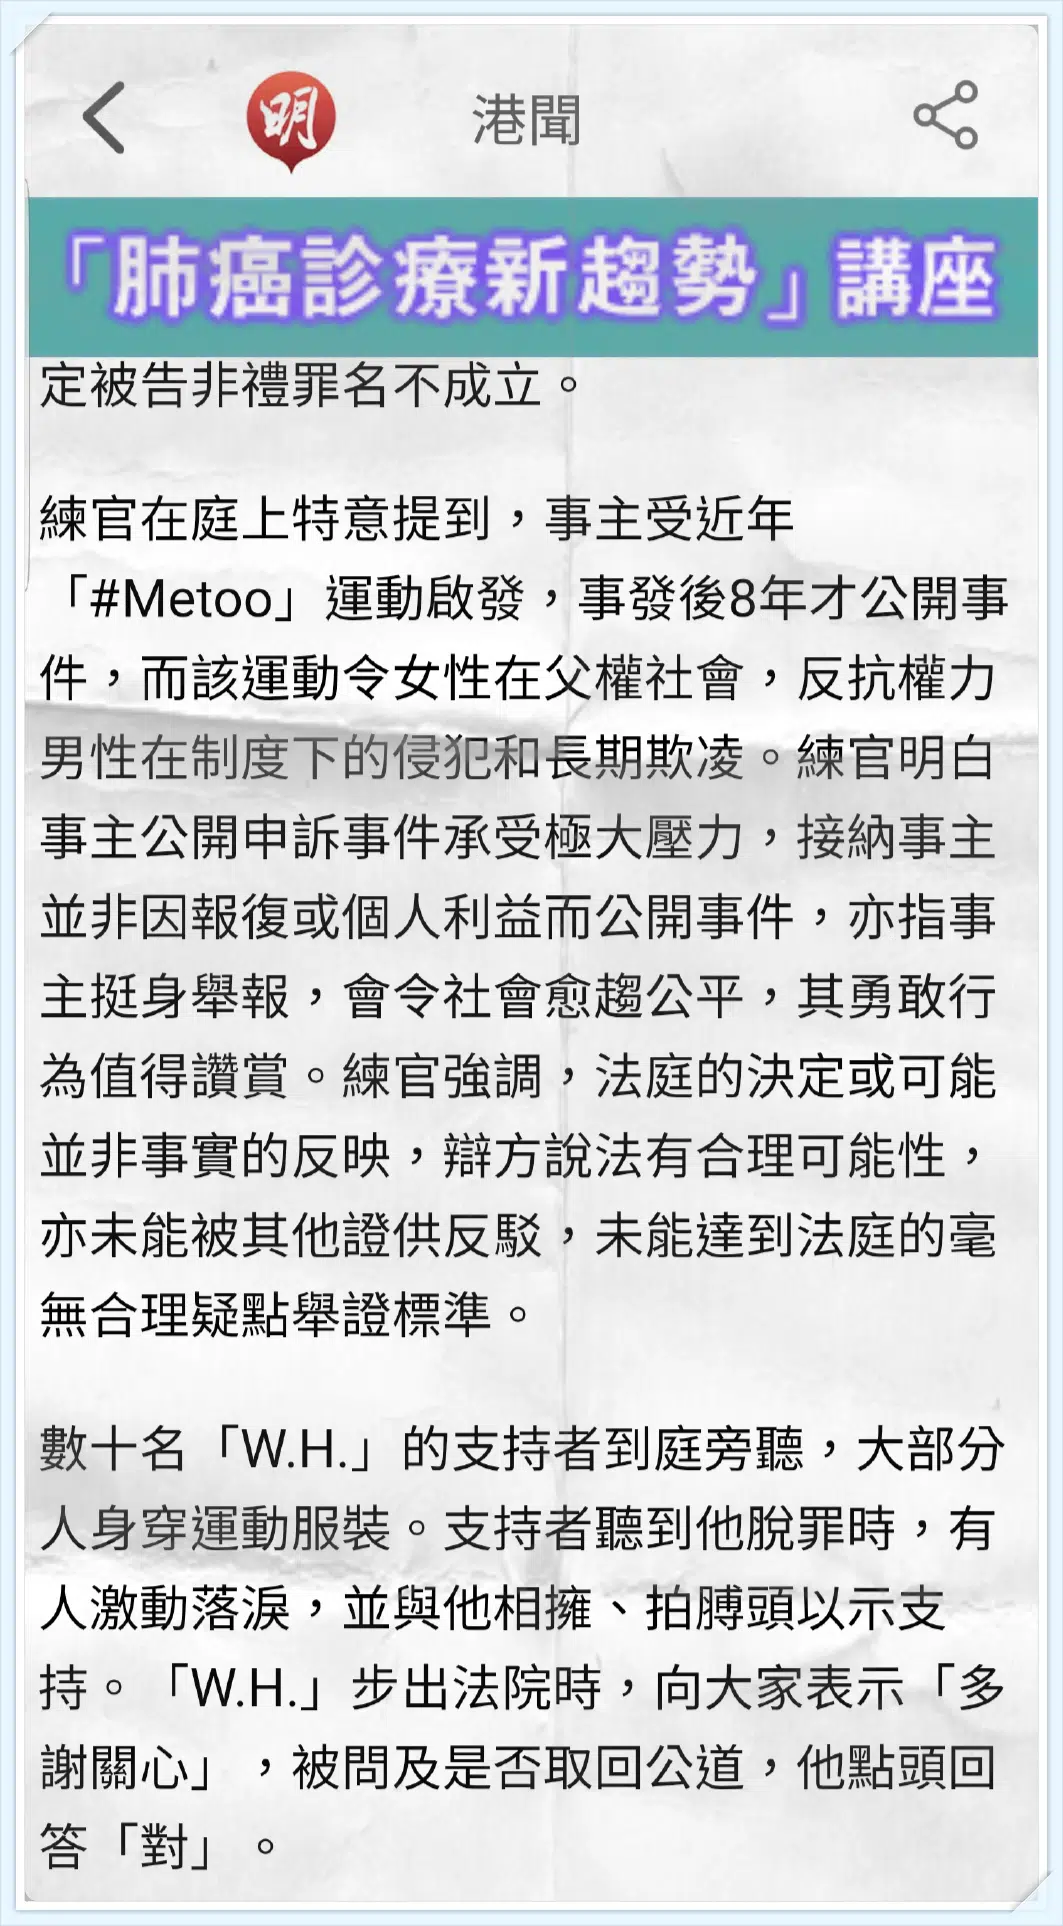 明
港聞
「肺癌診療新趨勢」講座
定被告非禮罪名不成立。
練官在庭上特意提到，事主受近年
「#Metoo」運動啟發，事發後8年才公開事
件，而該運動令女性在父權社會，反抗權力
男性在制度下的侵犯和長期欺凌。練官明白
事主公開申訴事件承受極大壓力，接納事主
並非因報復或個人利益而公開事件，亦指事
主挺身舉報，會令社會愈趨公平，其勇敢行
為值得讚賞。練官強調，法庭的決定或可能
並非事實的反映，辯方說法有合理可能性，
亦未能被其他證供反駁，未能達到法庭的毫
無合理疑點舉證標準。
數十名「W.H.」的支持者到庭旁聽，大部分
人身穿運動服裝。支持者聽到他脫罪時，有
人激動落淚，並與他相擁、拍膊頭以示支
持。「W.H.」步出法院時，向大家表示「多
謝關心」，被問及是否取回公道，他點頭回
答「對」。